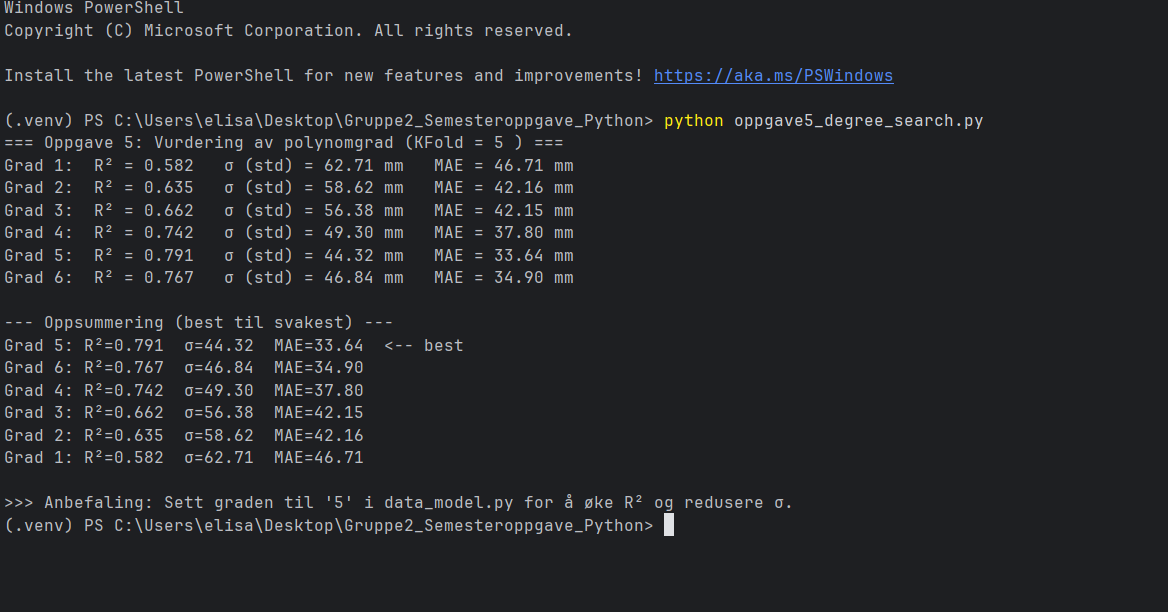 Windows PowerShell
Copyright (C) Microsoft Corporation. All rights reserved.
Install the latest PowerShell for new features and improvements! https://aka.ms/PSWindows
(.venv) PS C:\Users\elisa\Desktop\Gruppe2_Semesteroppgave_Python> python oppgave5_degree_search.py
=== Oppgave 5: Vurdering av polynomgrad (KFold = 5 ) ===
Grad 1:  R² = 0.582   σ (std) = 62.71 mm   MAE = 46.71 mm
Grad 2:  R² = 0.635   σ (std) = 58.62 mm   MAE = 42.16 mm
Grad 3:  R² = 0.662   σ (std) = 56.38 mm   MAE = 42.15 mm
Grad 4:  R² = 0.742   σ (std) = 49.30 mm   MAE = 37.80 mm
Grad 5:  R² = 0.791   σ (std) = 44.32 mm   MAE = 33.64 mm
Grad 6:  R² = 0.767   σ (std) = 46.84 mm   MAE = 34.90 mm
--- Oppsummering (best til svakest) ---
Grad 5: R²=0.791  σ=44.32  MAE=33.64  <-- best
Grad 6: R²=0.767  σ=46.84  MAE=34.90
Grad 4: R²=0.742  σ=49.30  MAE=37.80
Grad 3: R²=0.662  σ=56.38  MAE=42.15
Grad 2: R²=0.635  σ=58.62  MAE=42.16
Grad 1: R²=0.582  σ=62.71  MAE=46.71
>>> Anbefaling: Sett graden til '5' i data_model.py for å øke R² og redusere σ.
(.venv) PS C:\Users\elisa\Desktop\Gruppe2_Semesteroppgave_Python>